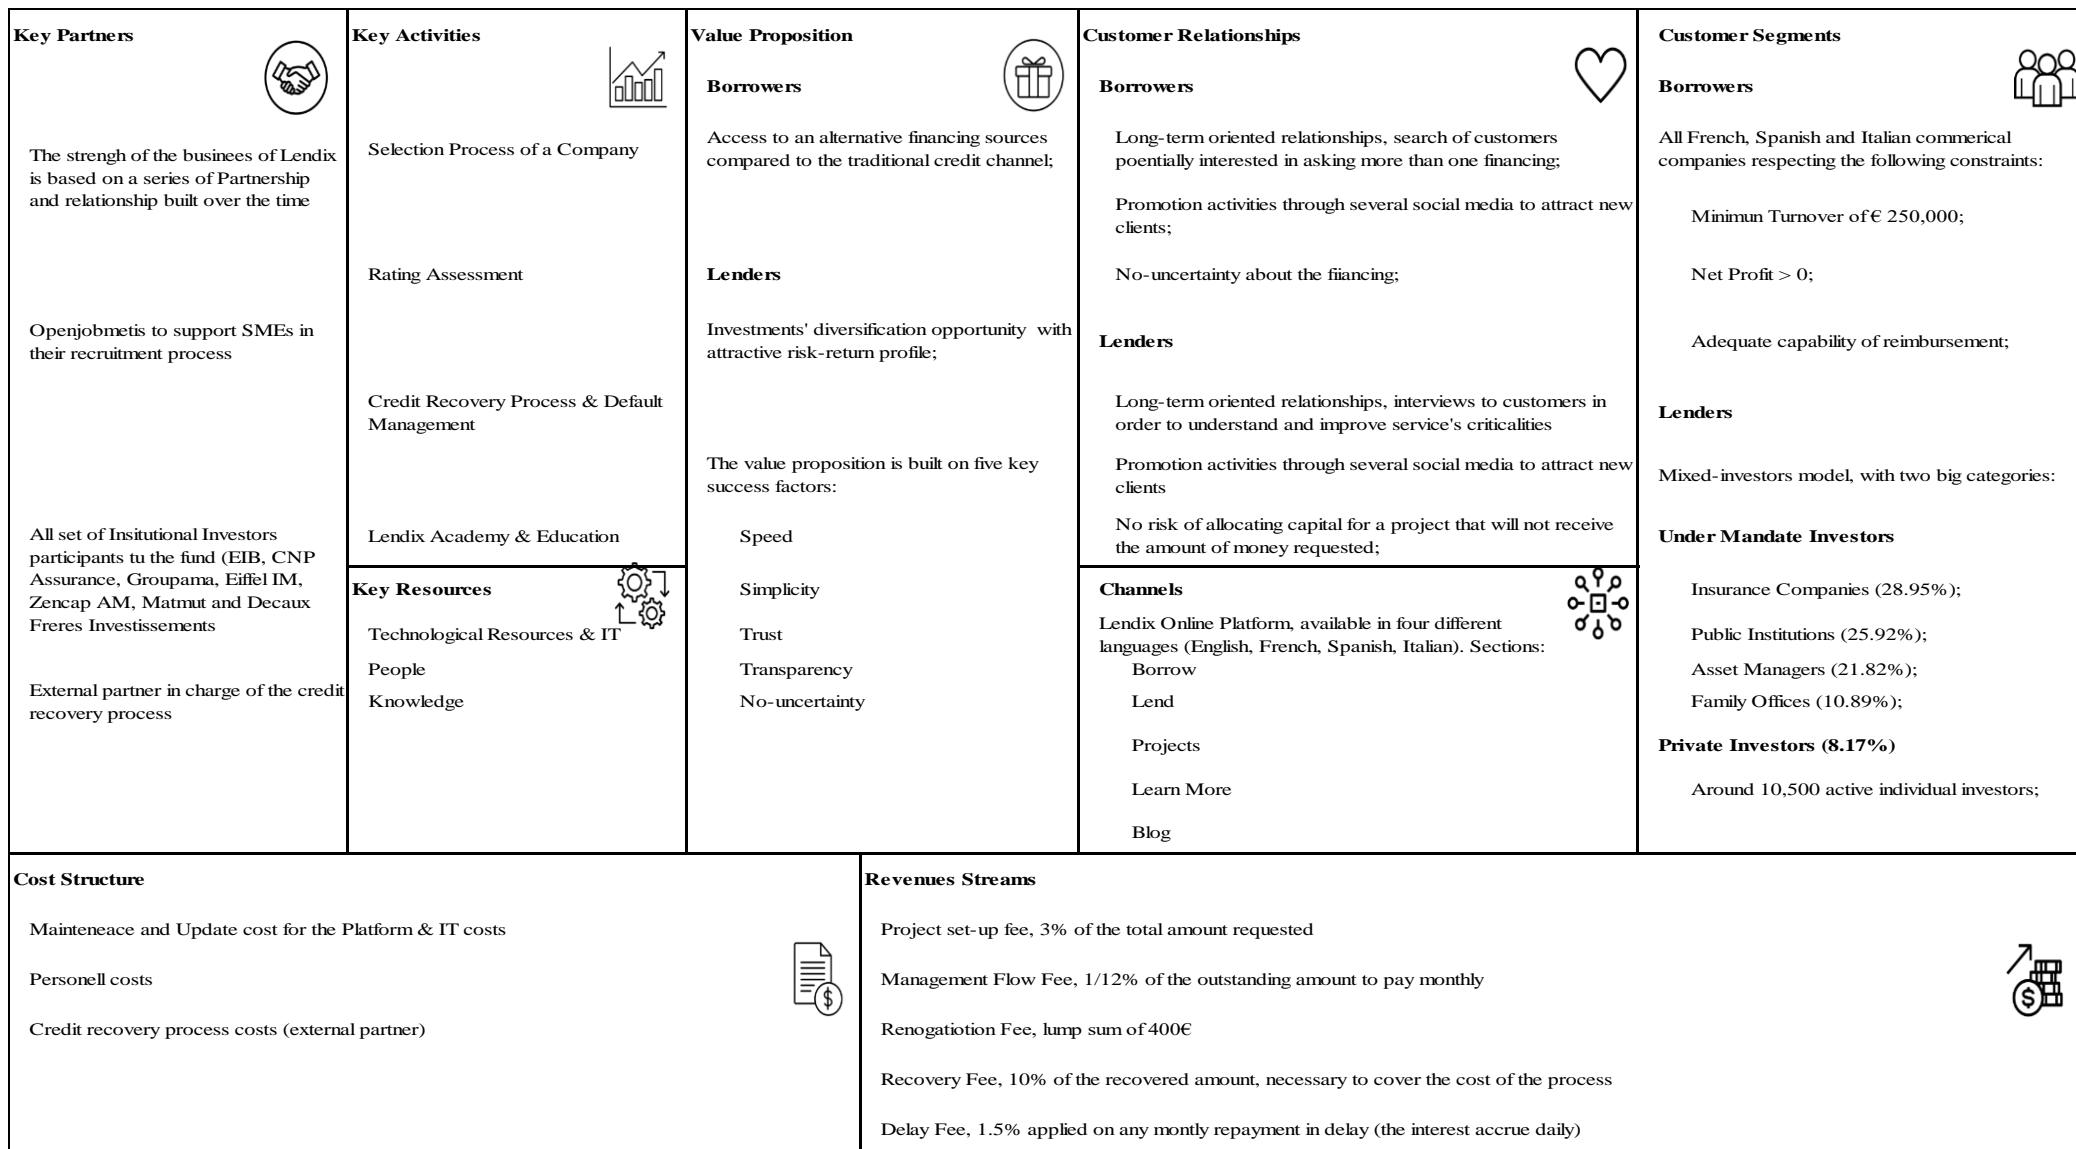 Key Partners
The strengh of the businees of Lendix
is based on a series of Partnership
and relationship built over the time
Openjobmetis to support SMEs in
their recruitment process
All set of Insitutional Investors
participants tu the fund (EIB, CNP
Assurance, Groupama, Eiffel IM,
Zencap AM, Matmut and Decaux
Freres Investissements
External partner in charge of the credit
recovery process
Key Activities
Selection Process of a Company
Rating Assessment
Credit Recovery Process & Default
Management
Lendix Academy & Education
Key Resources
Technological Resources & IT
People
Knowledge
Value Proposition
Borrowers
Access to an alternative financing sources
compared to the traditional credit channel;
Lenders
Investments' diversification opportunity with
attractive risk-return profile;
The value proposition is built on five key
success factors:
Speed
Simplicity
Trust
Transparency
No-uncertainty
Customer Relationships
Borrowers
Long-term oriented relationships, search of customers
poentially interested in asking more than one financing;
Promotion activities through several social media to attract new
clients;
No-uncertainty about the fiiancing;
Lenders
Long-term oriented relationships, interviews to customers in
order to understand and improve service's criticalities
Promotion activities through several social media to attract new
clients
No risk of allocating capital for a project that will not receive
the amount of money requested;
Channels
Lendix Online Platform, available in four different
languages (English, French, Spanish, Italian). Sections:
Borrow
Lend
Projects
Learn More
Blog
Customer Segments
Borrowers
All French, Spanish and Italian commerical
companies respecting the following constraints:
Minimun Turnover of € 250,000;
Net Profit > 0;
Adequate capability of reimbursement;
Lenders
Mixed-investors model, with two big categories:
Under Mandate Investors
Insurance Companies (28.95%);
Public Institutions (25.92%);
Asset Managers (21.82%);
Family Offices (10.89%);
Private Investors (8.17%)
Around 10,500 active individual investors;
Cost Structure
Mainteneace and Update cost for the Platform & IT costs
Personell costs
Credit recovery process costs (external partner)
$
Revenues Streams
Project set-up fee, 3% of the total amount requested
Management Flow Fee, 1/12% of the outstanding amount to pay monthly
Renogatiotion Fee, lump sum of 400€
Recovery Fee, 10% of the recovered amount, necessary to cover the cost of the process
Delay Fee, 1.5% applied on any montly repayment in delay (the interest accrue daily)
$